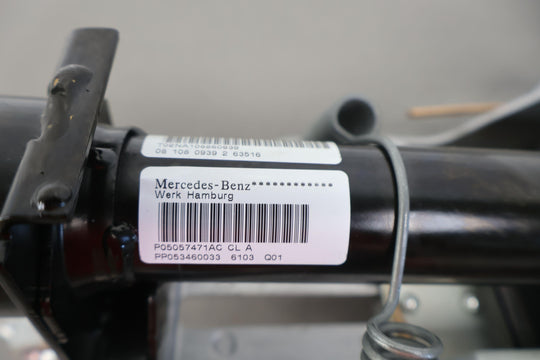 08 108 0939 2 63516
Mercedes-Benz
Werk Hamburg
P05057471AC CL A
PP053460033 6103 Q01